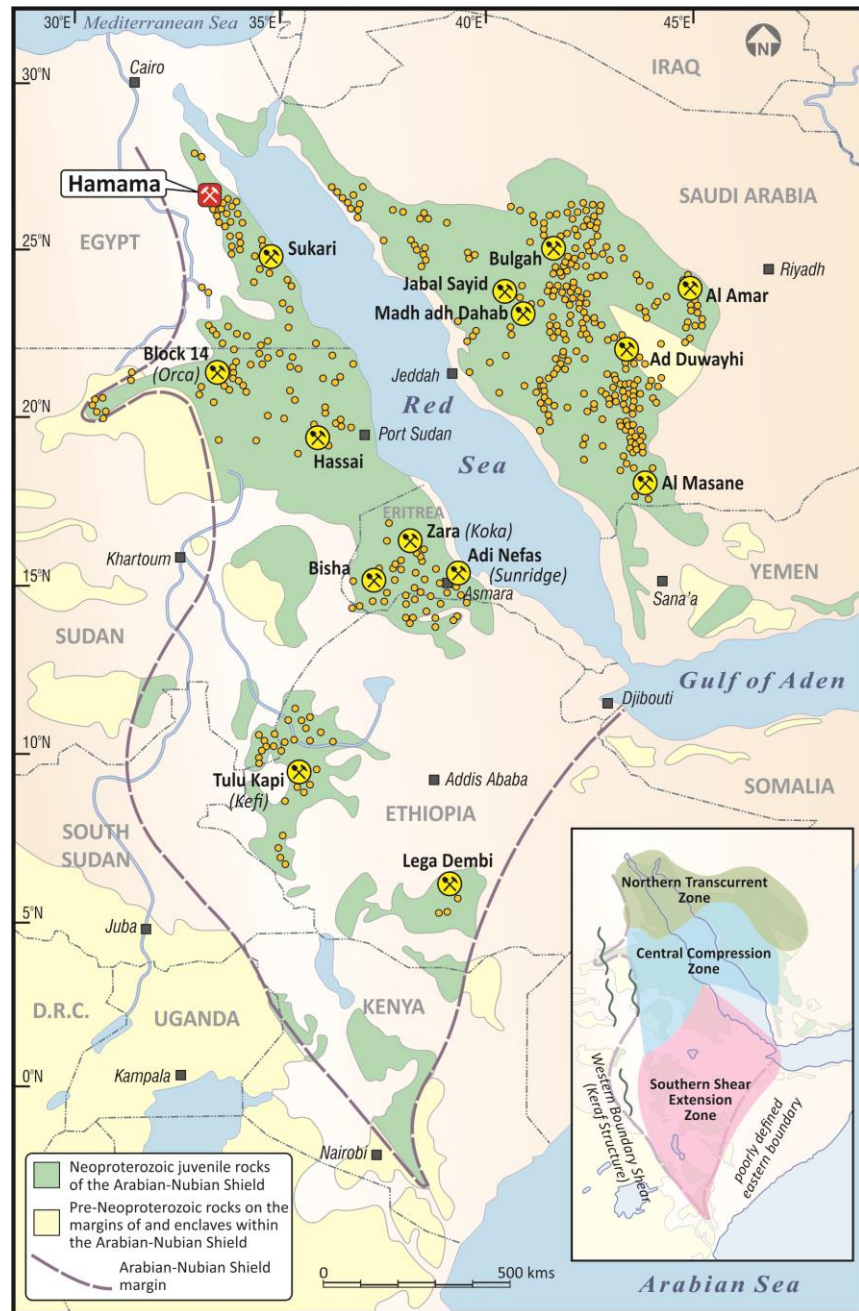 30°E
35°E
40°E
45°E
Mediterranean Sea
N
Cairo
IRAQ
30°N
Hamama
SAUDI ARABIA
EGYPT
25°N
Sukari
Bulgah
Riyadh
Jabal Sayid
Al Amar
Madh adh Dahab
Block 14
(Orca)
Ad Duwayhi
Jeddah
Red
Sea
20°N
Port Sudan
Hassai
Al Masane
ERITREA
Zara (Koka)
Khartoum
Adi Nefas
(Sunridge)
Bisha
Asmara
15°N
YEMEN
Sana'a
SUDAN
Gulf of Aden
Djibouti
10°N
Tulu Kapi
(Kefi)
Addis Ababa
SOMALIA
ETHIOPIA
SOUTH
SUDAN
Lega Dembi
5°N
Juba
D.R.C.
UGANDA
KENYA
Kampala
0°N
Nairobi
Northern Transcurrent
Zone
Central Compression
Zone
Southern Shear
Extension
Zone
Western Boundary Shear
(Keraf Structure)
poorly defined
eastern boundary
Neoproterozoic juvenile rocks
of the Arabian-Nubian Shield
Pre-Neoproterozoic rocks on the
margins of and enclaves within
the Arabian-Nubian Shield
Arabian-Nubian Shield
margin
0
500 kms
Arabian Sea